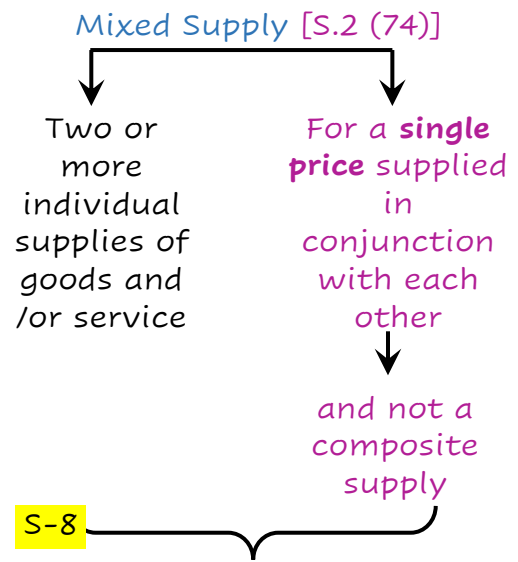 Mixed Supply [S.2 (74)]
Two or
more
individual
supplies of
goods and
/or service
For a single
price supplied
in
conjunction
with each
other
and not a
composite
supply
S-8